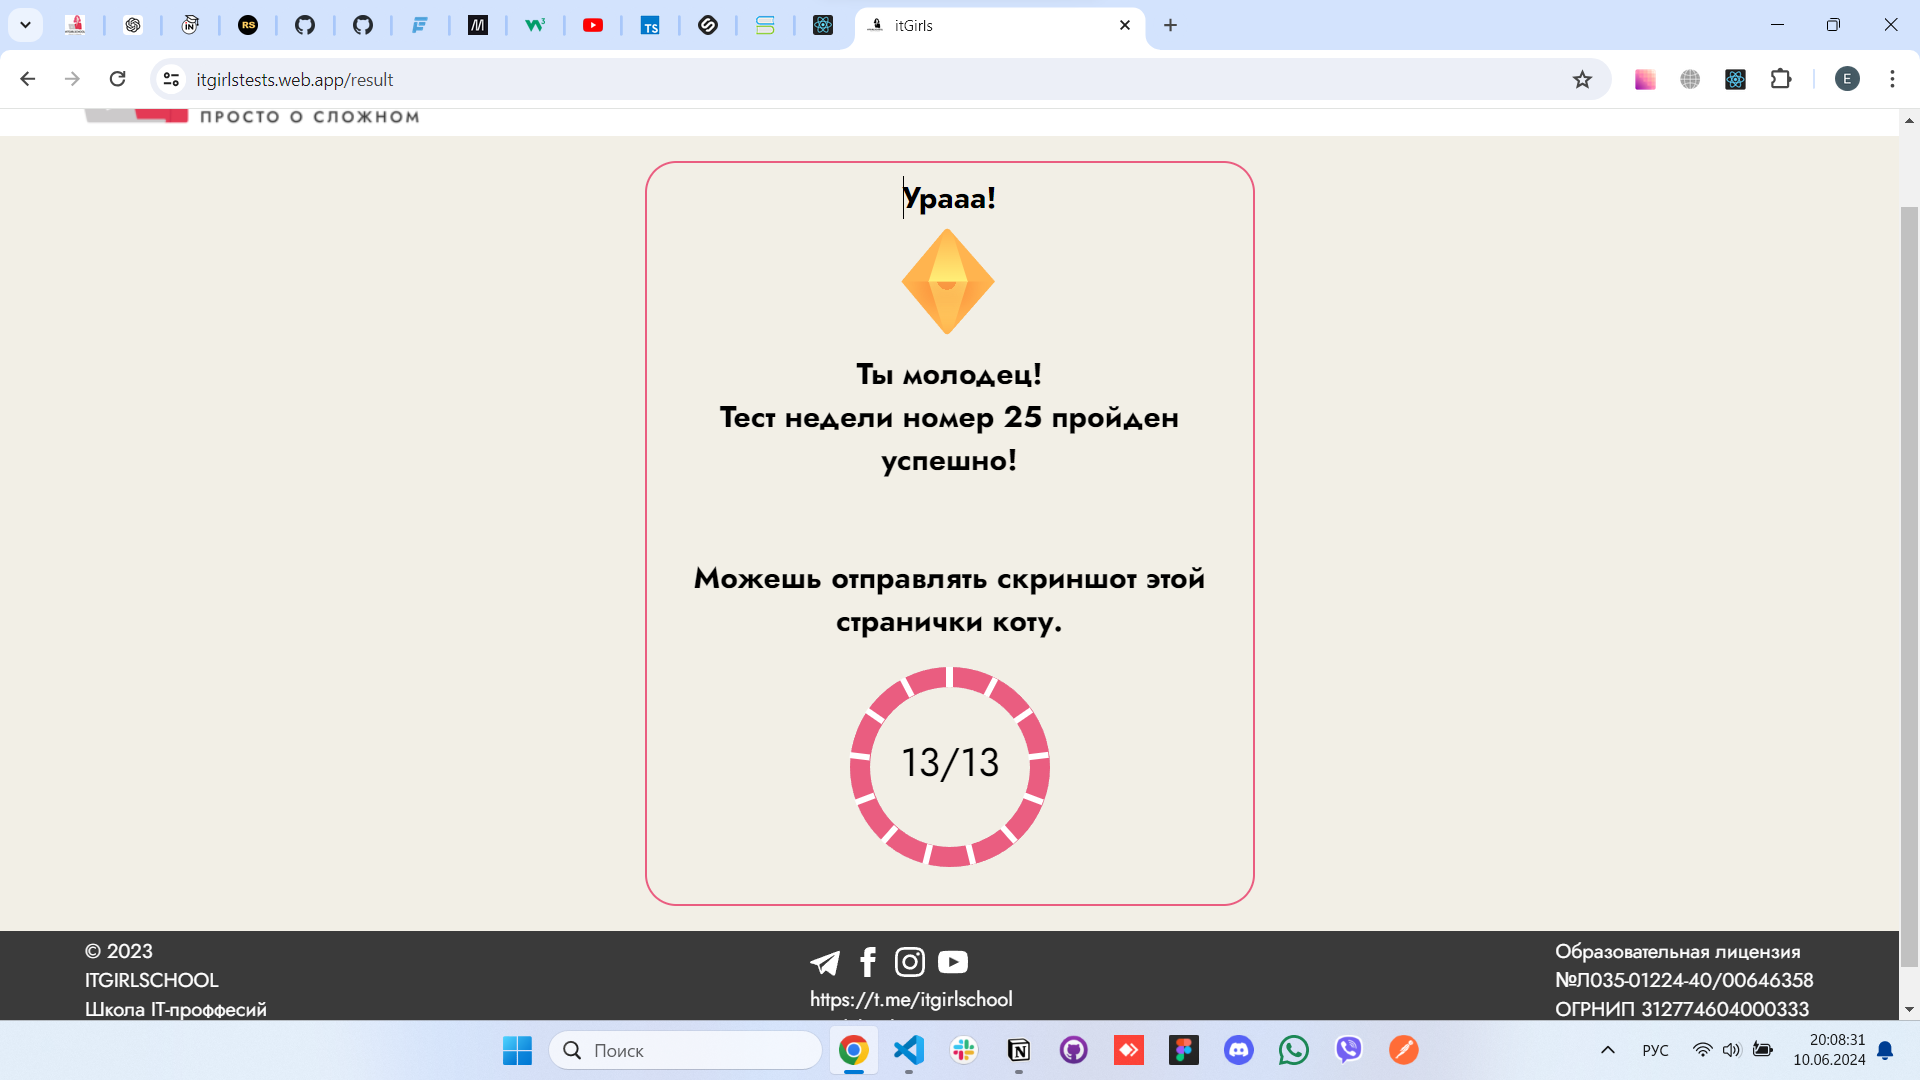 itGirls
itgirlstests.web.app/result
E
ПРОСТО О СЛОЖНОМ
Урааа!
Ты молодец!
Тест недели номер 25 пройден
успешно!
Можешь отправлять скриншот этой
странички коту.
13/13
© 2023
ITGIRLSCHOOL
Школа IT-проффесий
https://t.me/itgirlschool
Образовательная лицензия
№Л035-01224-40/00646358
ОГРНИП 312774604000333
Поиск
РУС
20:08:31
10.06.2024